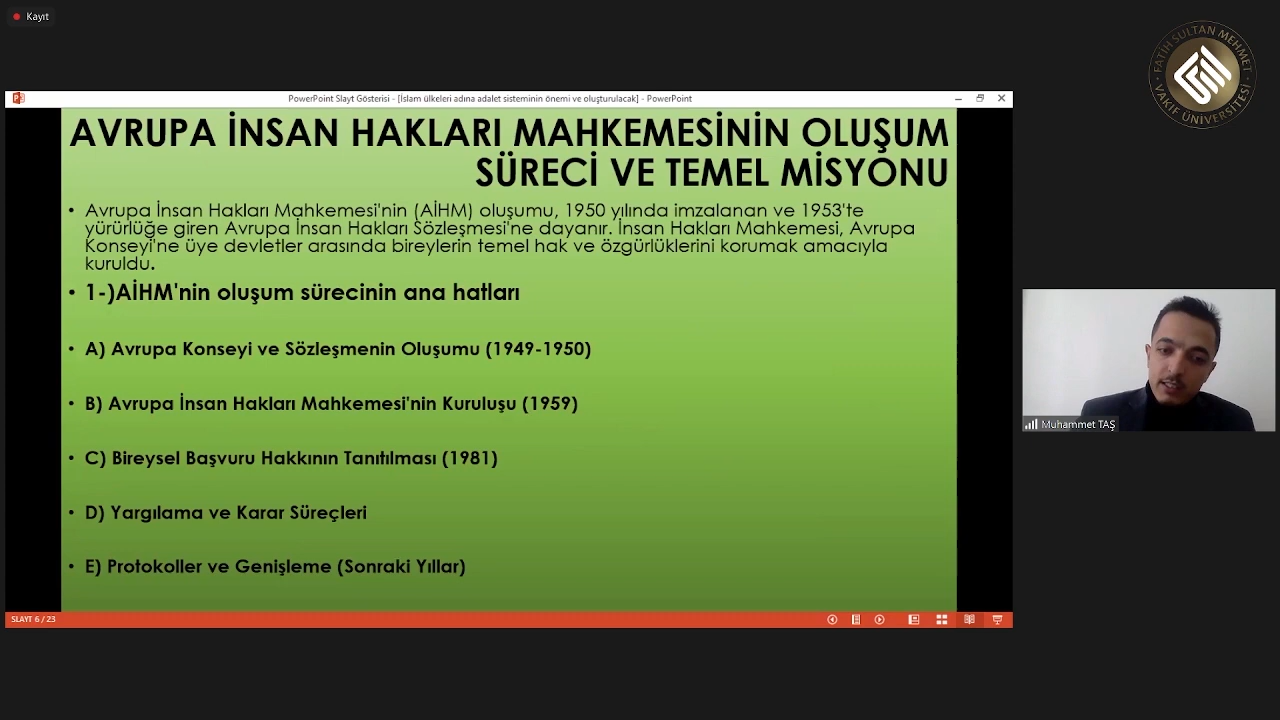 Kayıt
FATİH SULTAN MEHMET
VAKIF ÜNİVERSİTESİ
PowerPoint Slayt Gösterisi - [İslam ülkeleri adına adalet sisteminin önemi ve oluşturulacak] - PowerPoint
AVRUPA İNSAN HAKLARI MAHKEMESİNİN OLUŞUM
SÜRECİ VE TEMEL MİSYONU
• Avrupa İnsan Hakları Mahkemesi'nin (AİHM) oluşumu, 1950 yılında imzalanan ve 1953'te
yürürlüğe giren Avrupa İnsan Hakları Sözleşmesi'ne dayanır. İnsan Hakları Mahkemesi, Avrupa
Konseyi'ne üye devletler arasında bireylerin temel hak ve özgürlüklerini korumak amacıyla
kuruldu.
• 1-)AİHM'nin oluşum sürecinin ana hatları
• A) Avrupa Konseyi ve Sözleşmenin Oluşumu (1949-1950)
• B) Avrupa İnsan Hakları Mahkemesi'nin Kuruluşu (1959)
• C) Bireysel Başvuru Hakkının Tanıtılması (1981)
• D) Yargılama ve Karar Süreçleri
• E) Protokoller ve Genişleme (Sonraki Yıllar)
SLAYT 6 / 23
Muhammet TAŞ